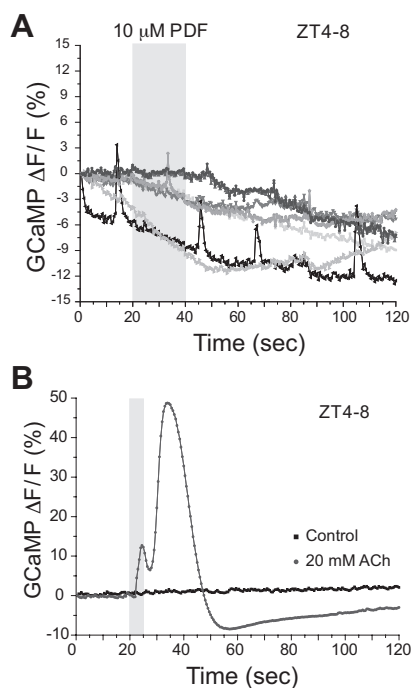 A
10 μM PDF
ZT4-8
15
12
9
6
3
0
-3
-6
-9
-12
-15
GCaMP ΔF/F (%)
0
20
40
60
80
100
120
Time (sec)
B
ZT4-8
50
40
30
20
10
0
-10
GCaMP ΔF/F (%)
Control
20 mM ACh
0
20
40
60
80
100
120
Time (sec)